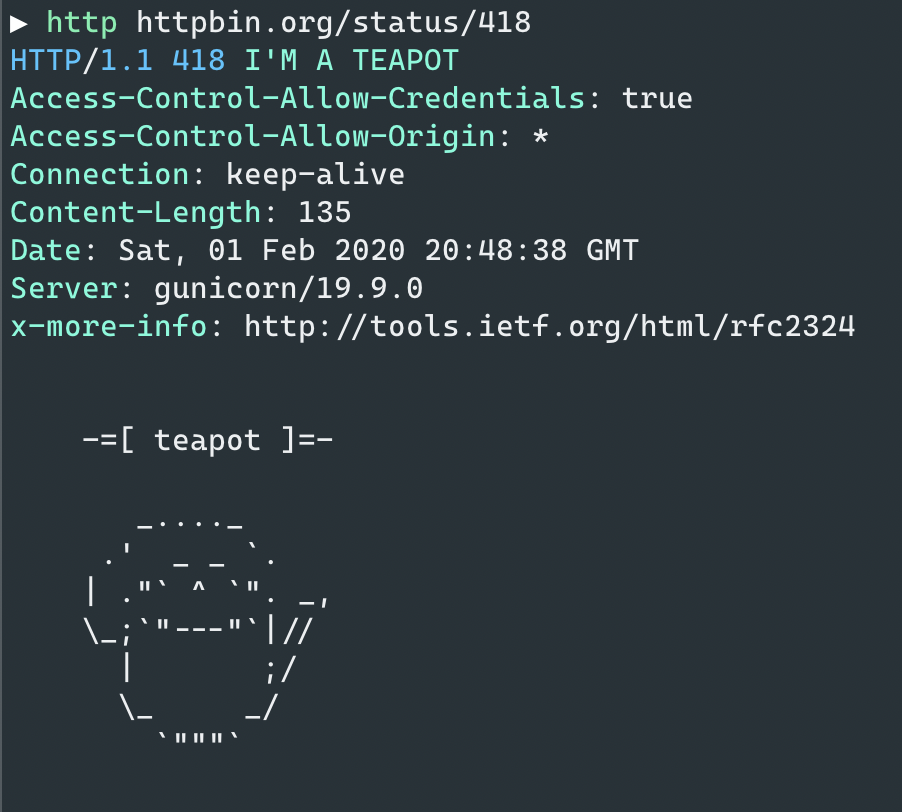 ▶ http httpbin.org/status/418
HTTP/1.1 418 I'M A TEAPOT
Access-Control-Allow-Credentials: true
Access-Control-Allow-Origin: *
Connection: keep-alive
Content-Length: 135
Date: Sat, 01 Feb 2020 20:48:38 GMT
Server: gunicorn/19.9.0
x-more-info: http://tools.ietf.org/html/rfc2324

    -=[ teapot ]=-

       _...._
     .'  _ _ `.
    | ."` ^ `". _,
    \_;`"---"`|//
      |       ;/
      \_     _/
        `"""`